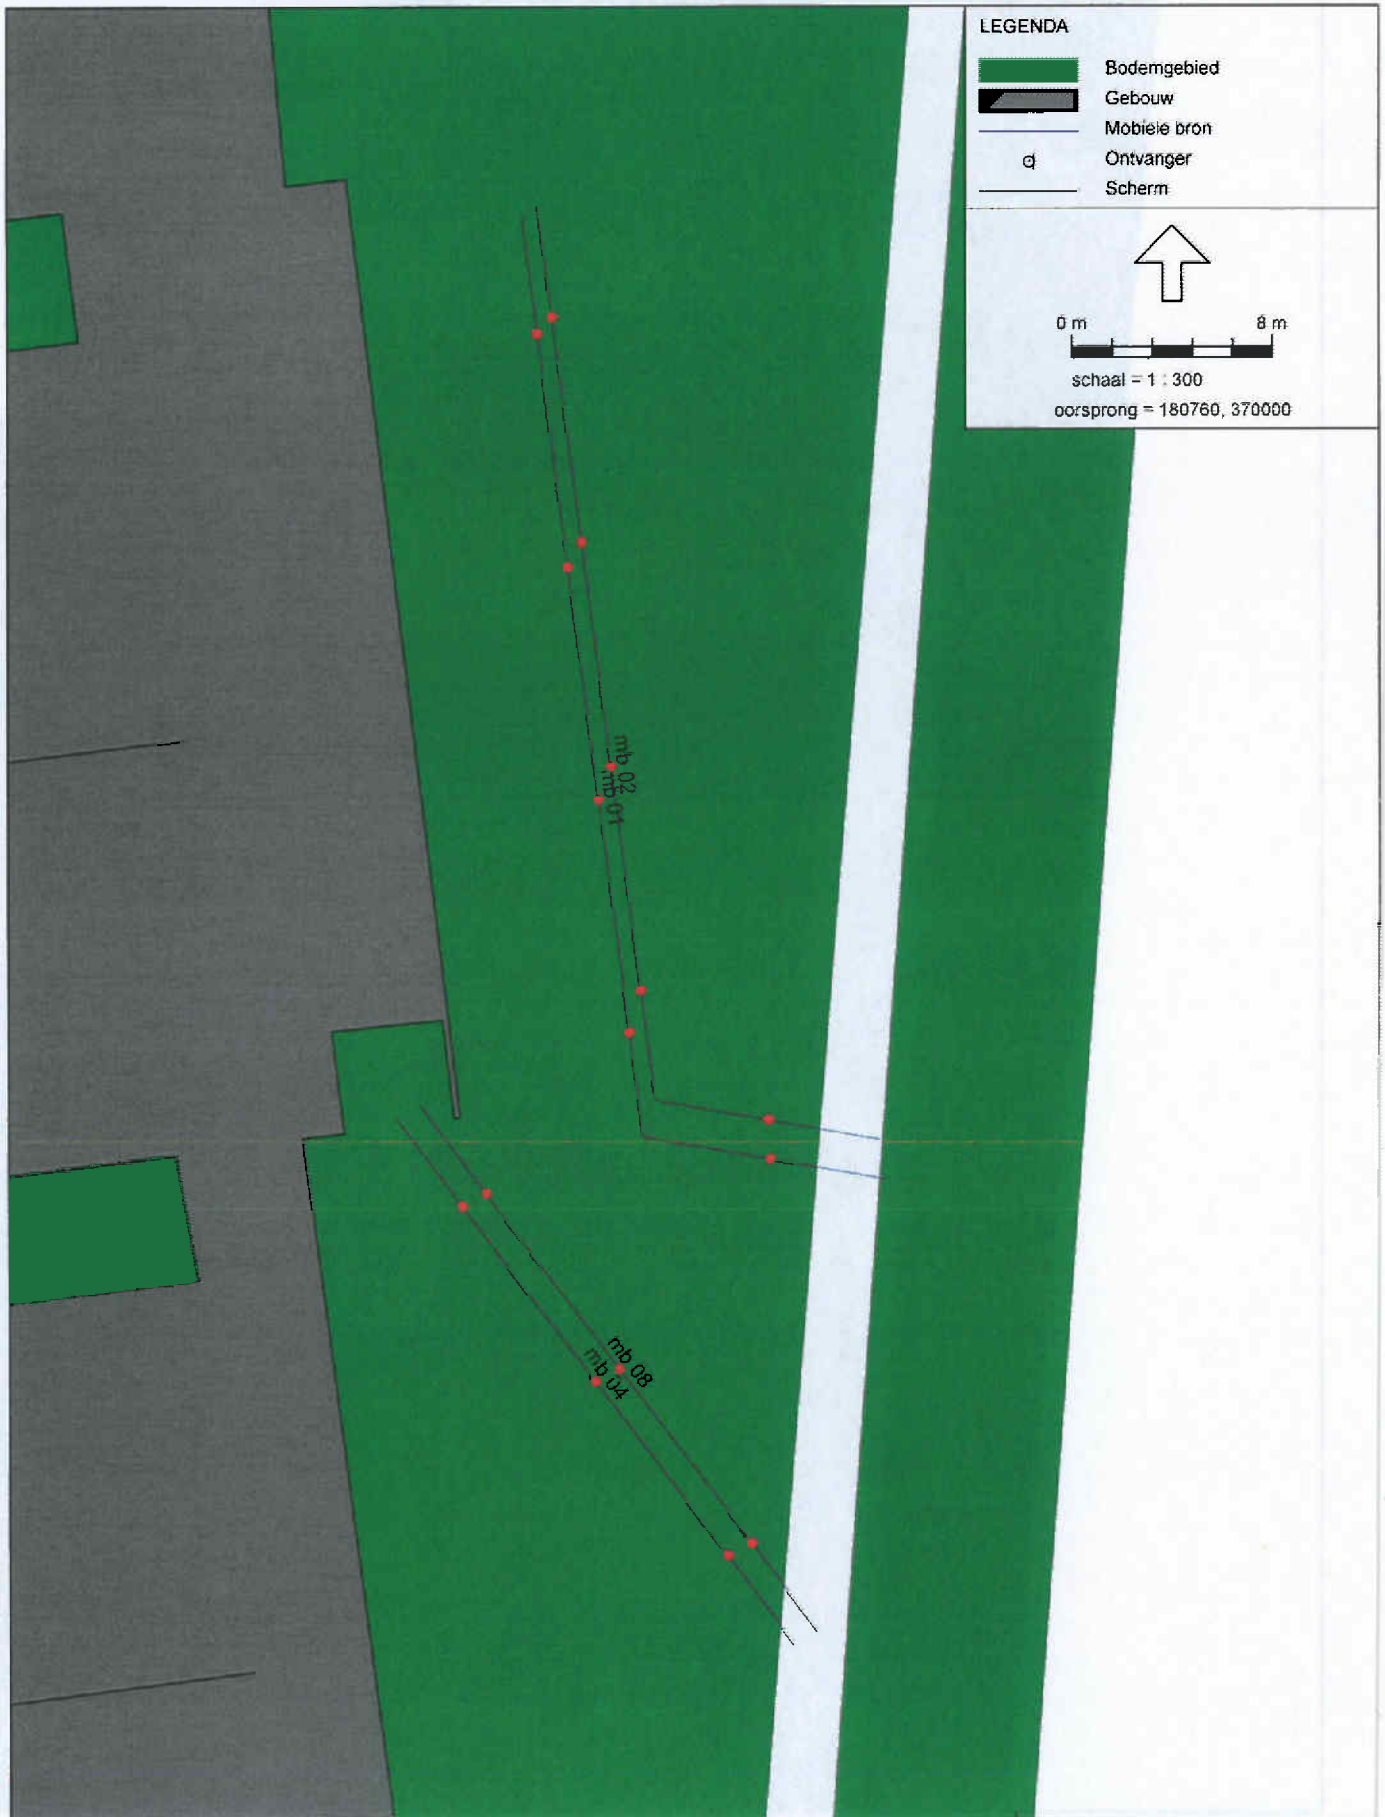 LEGENDA
Bodemgebied
Gebouw
Mobiele bron
Ontvanger
Scherm
0 m 8 m
schaal = 1 : 300
oorsprong = 180760, 370000
mb 02
mb 01
mb 08
mb 04